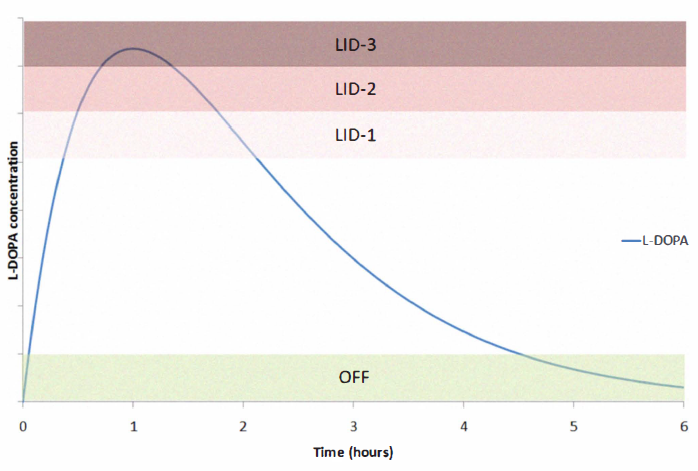 LID-3
LID-2
LID-1
L-DOPA concentration
L-DOPA
OFF
0 1 2 3 4 5 6
Time (hours)